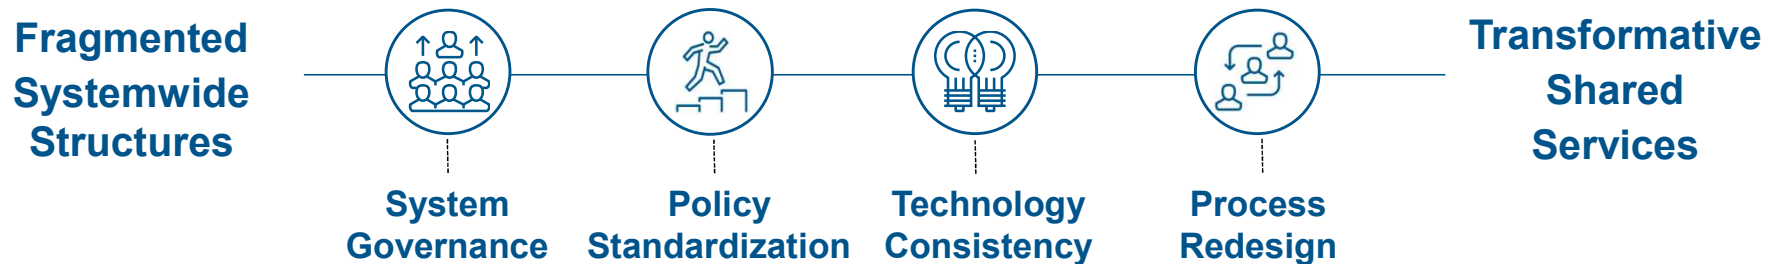 Fragmented
Systemwide
Structures
System
Governance
Policy
Standardization
Technology
Consistency
Process
Redesign
Transformative
Shared
Services